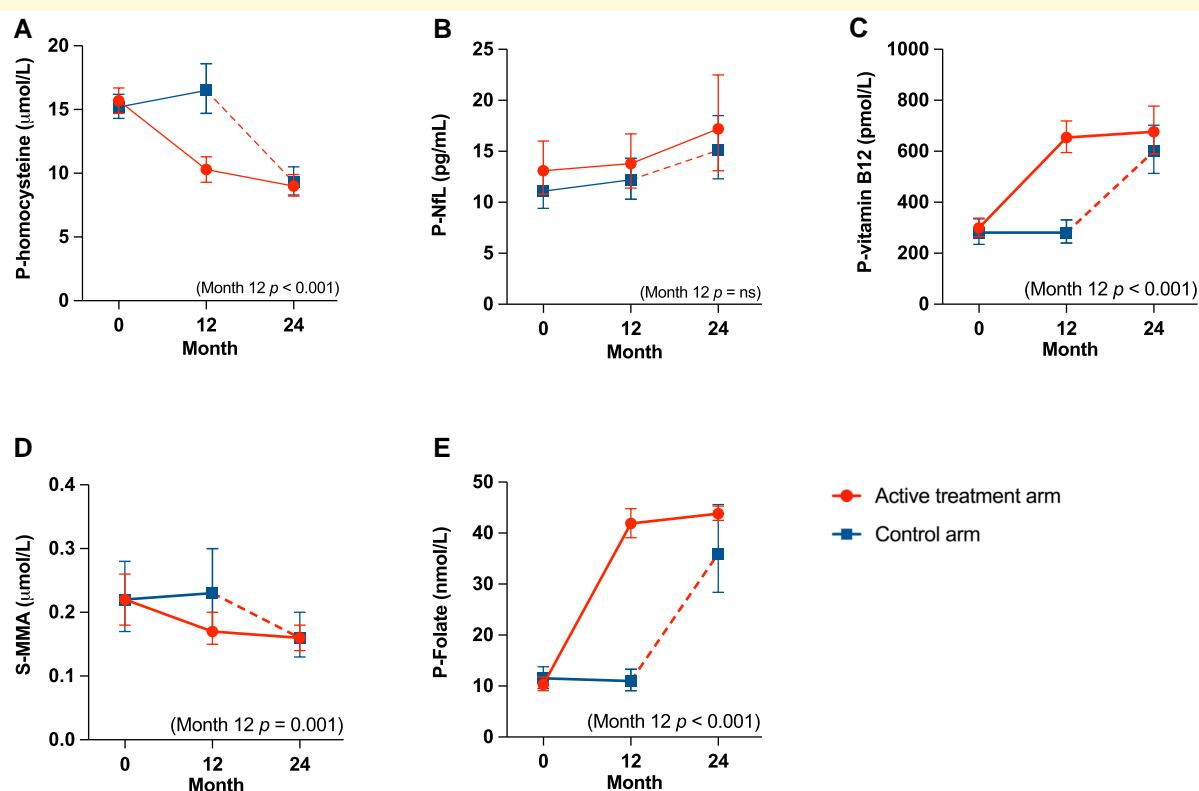 A
P-homocysteine (μmol/L)
20
15
10
5
0
(Month 12 p < 0.001)
0 12 24
Month
B
P-NfL (pg/mL)
25
20
15
10
5
0
(Month 12 p = ns)
0 12 24
Month
C
P-vitamin B12 (pmol/L)
1000
800
600
400
200
0
(Month 12 p < 0.001)
0 12 24
Month
D
S-MMA (μmol/L)
0.4
0.3
0.2
0.1
0.0
(Month 12 p = 0.001)
0 12 24
Month
E
P-Folate (nmol/L)
50
40
30
20
10
0
(Month 12 p < 0.001)
0 12 24
Month
Active treatment arm
Control arm